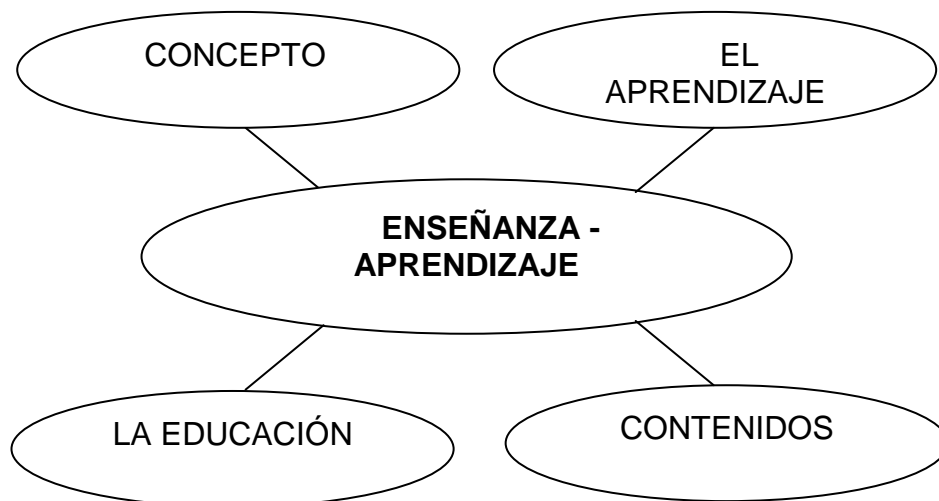 CONCEPTO
EL
APRENDIZAJE
ENSEÑANZA -
APRENDIZAJE
LA EDUCACIÓN
CONTENIDOS